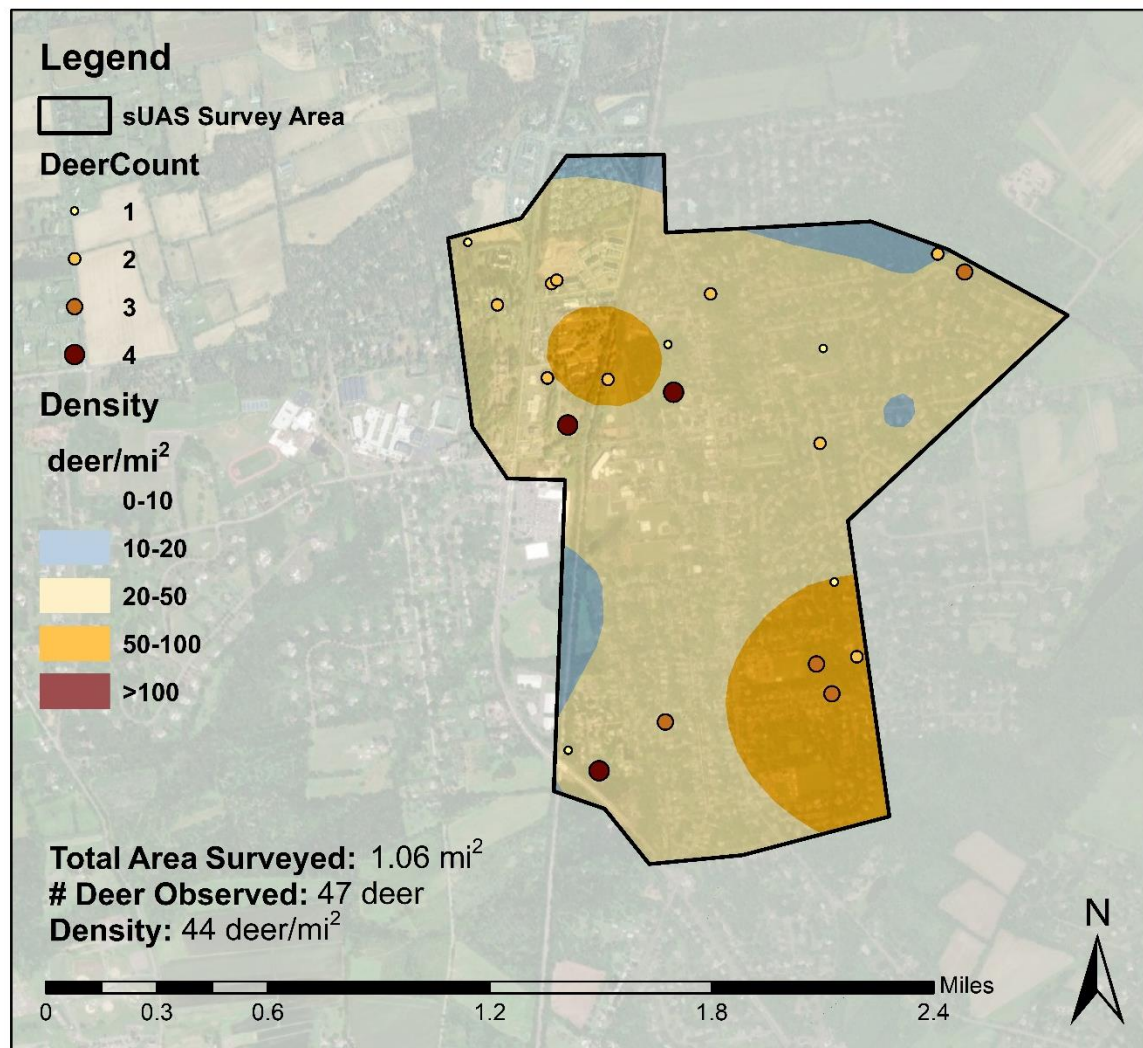 Legend
sUAS Survey Area
DeerCount
1
2
3
4
Density
deer/mi²
0-10
10-20
20-50
50-100
>100
Total Area Surveyed: 1.06 mi²
# Deer Observed: 47 deer
Density: 44 deer/mi²
N
Miles
0 0.3 0.6 1.2 1.8 2.4